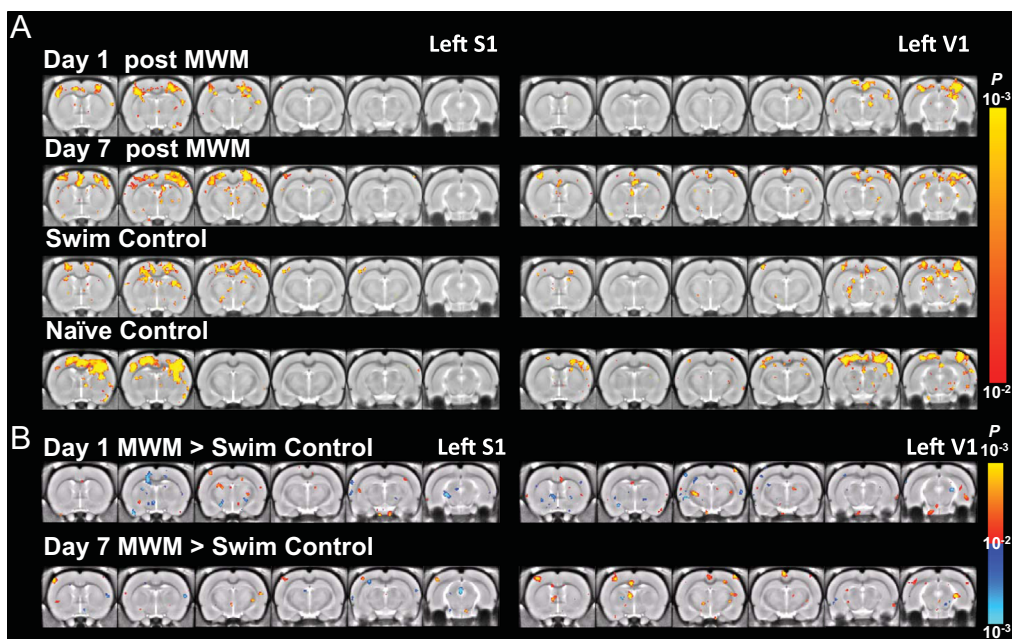 A
Left S1
Left V1
Day 1 post MWM
P
10-3
Day 7 post MWM
Swim Control
Naïve Control
10-2
B
Day 1 MWM > Swim Control
Left S1
Left V1
P
10-3
10-2
Day 7 MWM > Swim Control
10-3